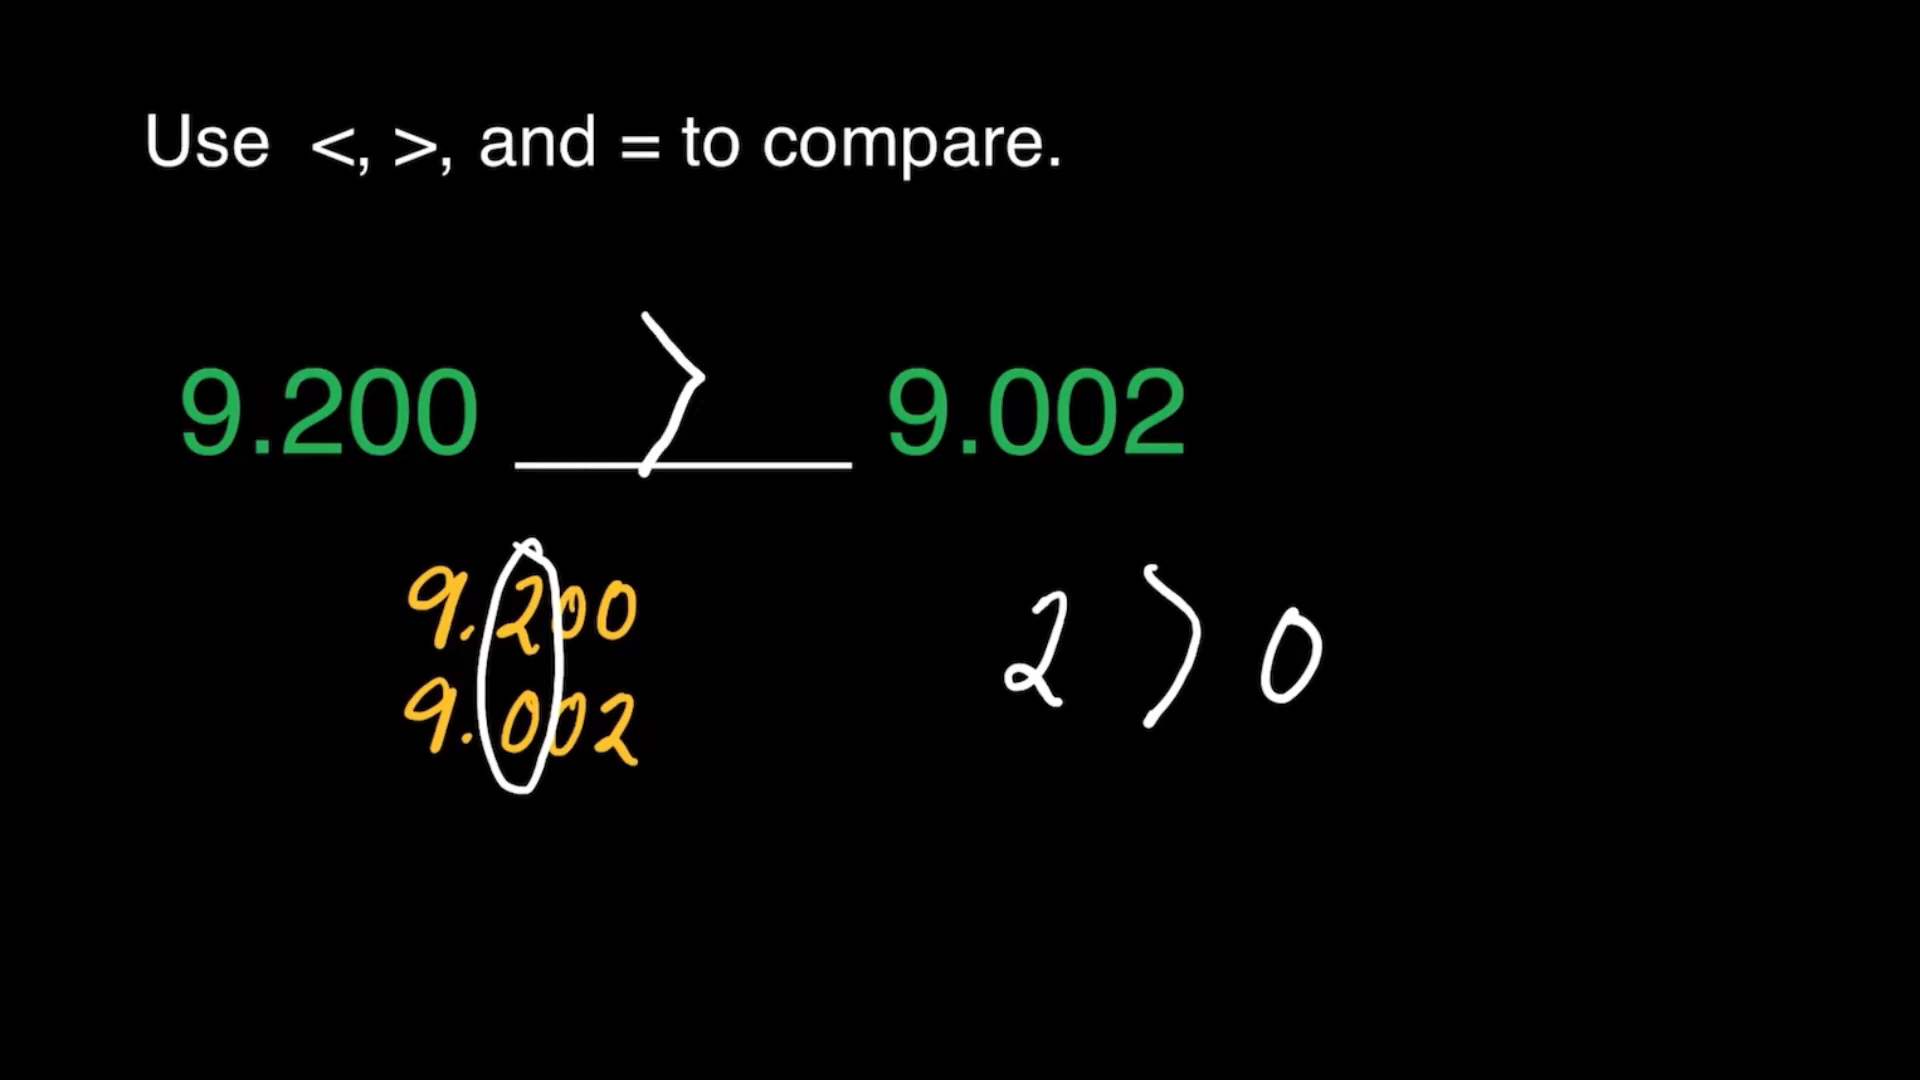 Use <, >, and = to compare.
9.200 > 9.002
9.200
9.002
2 > 0